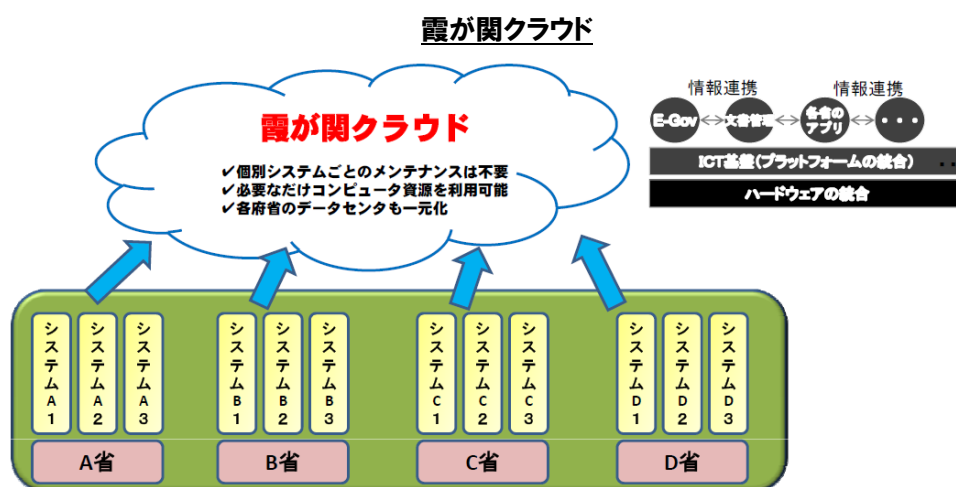 霞が関クラウド
霞が関クラウド
✓個別システムごとのメンテナンスは不要
✓必要なだけコンピュータ資源を利用可能
✓各府省のデータセンタも一元化
情報連携
情報連携
E-Gov
文書管理
各省の
アプリ
・・・
ICT基盤(プラットフォームの統合)
・・
ハードウェアの統合
システムA1
システムA2
システムA3
システムB1
システムB2
システムB3
システムC1
システムC2
システムC3
システムD1
システムD2
システムD3
A省
B省
C省
D省